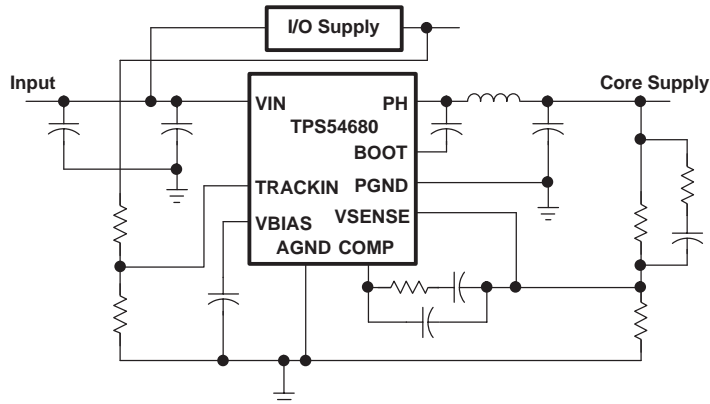 I/O Supply
Input
Core Supply
VIN
PH
TPS54680
BOOT
TRACKIN
PGND
VBIAS
VSENSE
AGND COMP